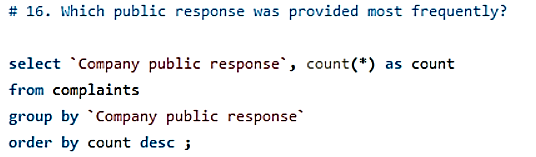 # 16. Which public response was provided most frequently?
select `Company public response`, count(*) as count
from complaints
group by `Company public response`
order by count desc ;